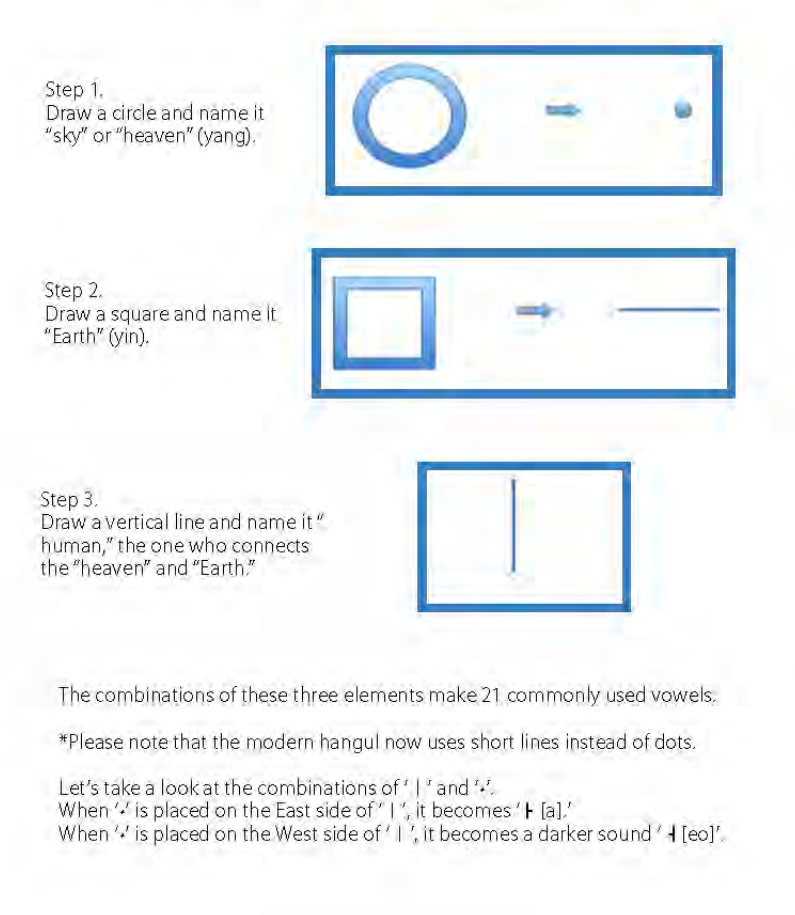 Step 1.
Draw a circle and name it
“sky” or “heaven” (yang).
Step 2.
Draw a square and name it
“Earth” (yin).
Step 3.
Draw a vertical line and name it “
human,” the one who connects
the “heaven” and “Earth.”
The combinations of these three elements make 21 commonly used vowels.
*Please note that the modern hangul now uses short lines instead of dots.
Let’s take a look at the combinations of ‘ㅣ’ and ‘ㆍ’.
When ‘ㆍ’ is placed on the East side of ‘ㅣ’, it becomes ‘ㅏ [a].’
When ‘ㆍ’ is placed on the West side of ‘ㅣ’, it becomes a darker sound ‘ㅓ [eo]’.